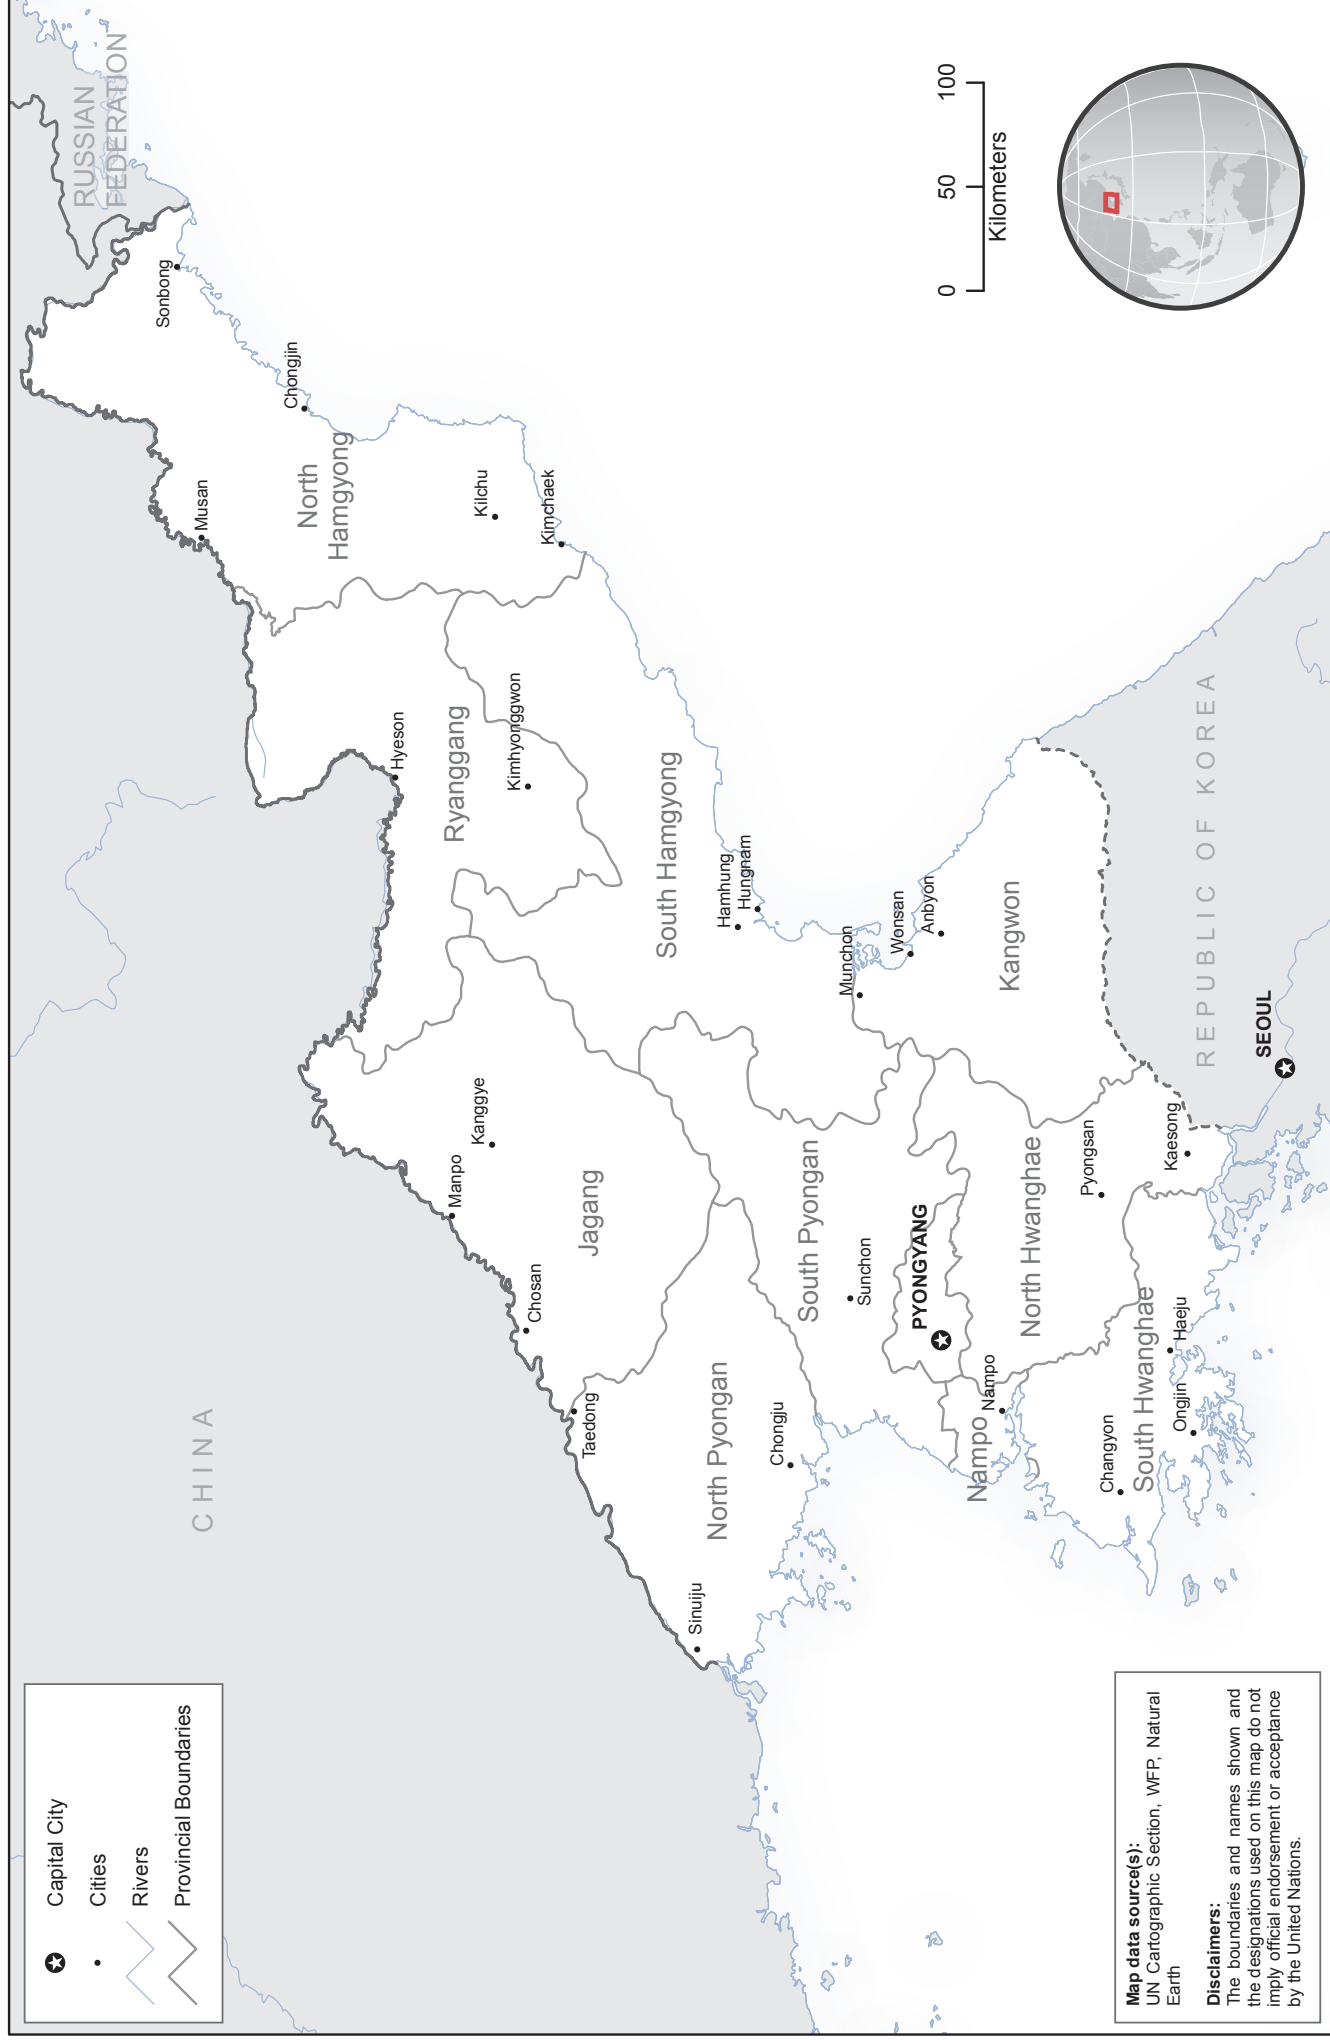 Capital City
Cities
Rivers
Provincial Boundaries
CHINA
RUSSIAN
FEDERATION
Sonbong
Chongjin
Musan
North
Hamgyong
Kilchu
Kimchaek
Hyeson
Ryanggang
Kimhyonggwon
South Hamgyong
Hamhung
Hungnam
Kanggye
Manpo
Jagang
Chosan
Taedong
North Pyongan
Chongju
Sinuiju
South Pyongan
Sunchon
PYONGYANG
Munchon
Wonsan
Anbyon
Kangwon
Nampo
Nampo
North Hwanghae
Pyongsan
Kaesong
South Hwanghae
Haeju
Ongjin
Changyon
REPUBLIC OF KOREA
SEOUL
0 50 100
Kilometers
Map data source(s):
UN Cartographic Section, WFP, Natural
Earth
Disclaimers:
The boundaries and names shown and
the designations used on this map do not
imply official endorsement or acceptance
by the United Nations.